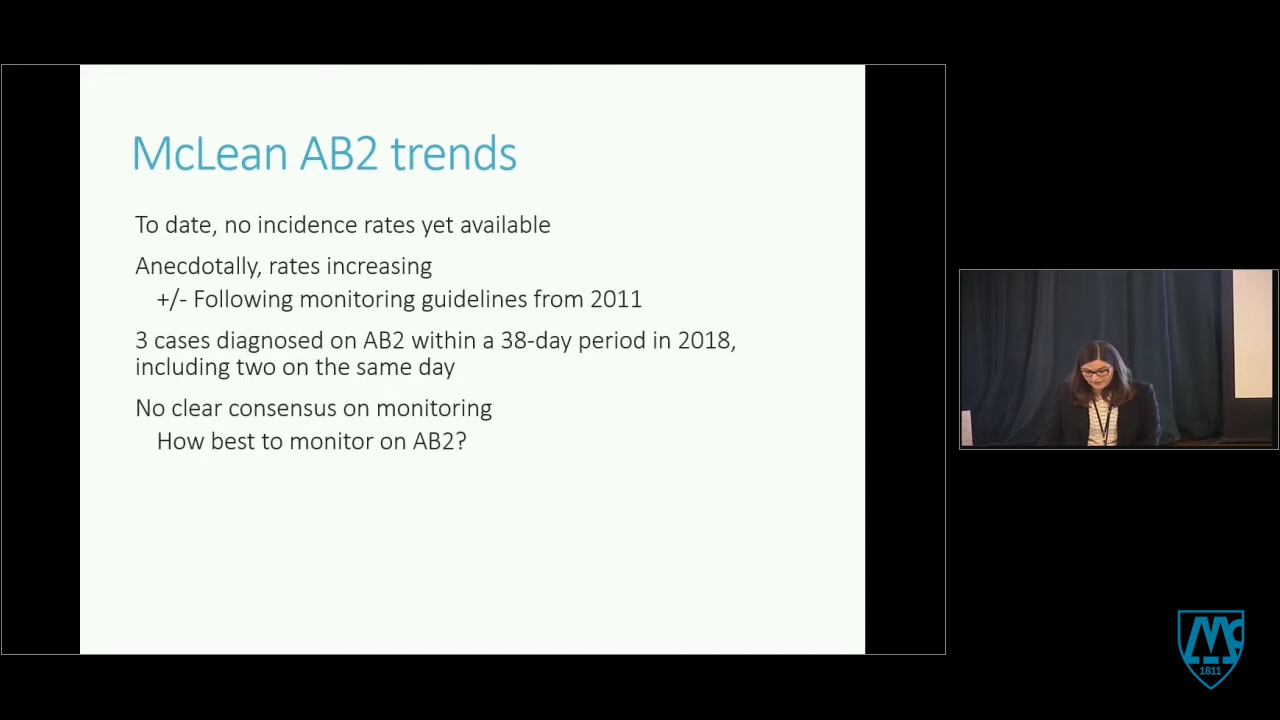 McLean AB2 trends
To date, no incidence rates yet available
Anecdotally, rates increasing
+/- Following monitoring guidelines from 2011
3 cases diagnosed on AB2 within a 38-day period in 2018,
including two on the same day
No clear consensus on monitoring
How best to monitor on AB2?
Mc
1811